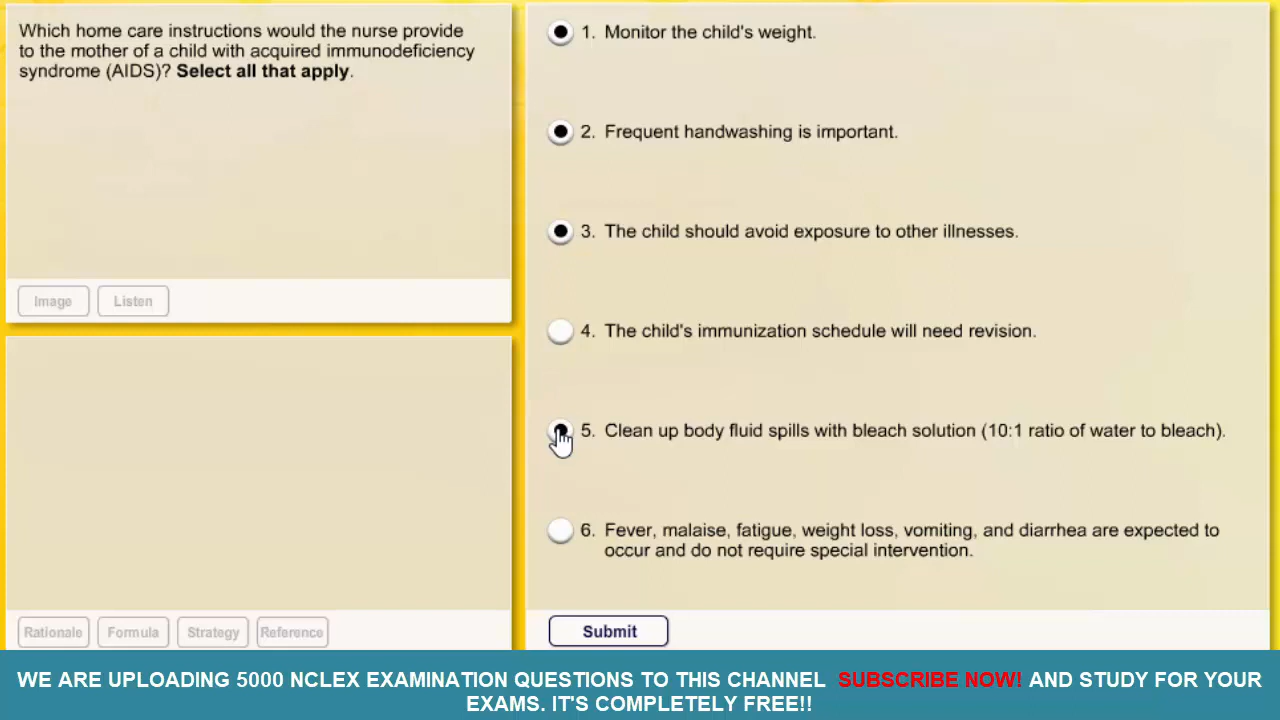 Which home care instructions would the nurse provide
to the mother of a child with acquired immunodeficiency
syndrome (AIDS)? Select all that apply.
Image
Listen
Rationale
Formula
Strategy
Reference
1. Monitor the child's weight.
2. Frequent handwashing is important.
3. The child should avoid exposure to other illnesses.
4. The child's immunization schedule will need revision.
5. Clean up body fluid spills with bleach solution (10:1 ratio of water to bleach).
6. Fever, malaise, fatigue, weight loss, vomiting, and diarrhea are expected to
occur and do not require special intervention.
Submit
WE ARE UPLOADING 5000 NCLEX EXAMINATION QUESTIONS TO THIS CHANNEL SUBSCRIBE NOW! AND STUDY FOR YOUR
EXAMS. IT'S COMPLETELY FREE!!